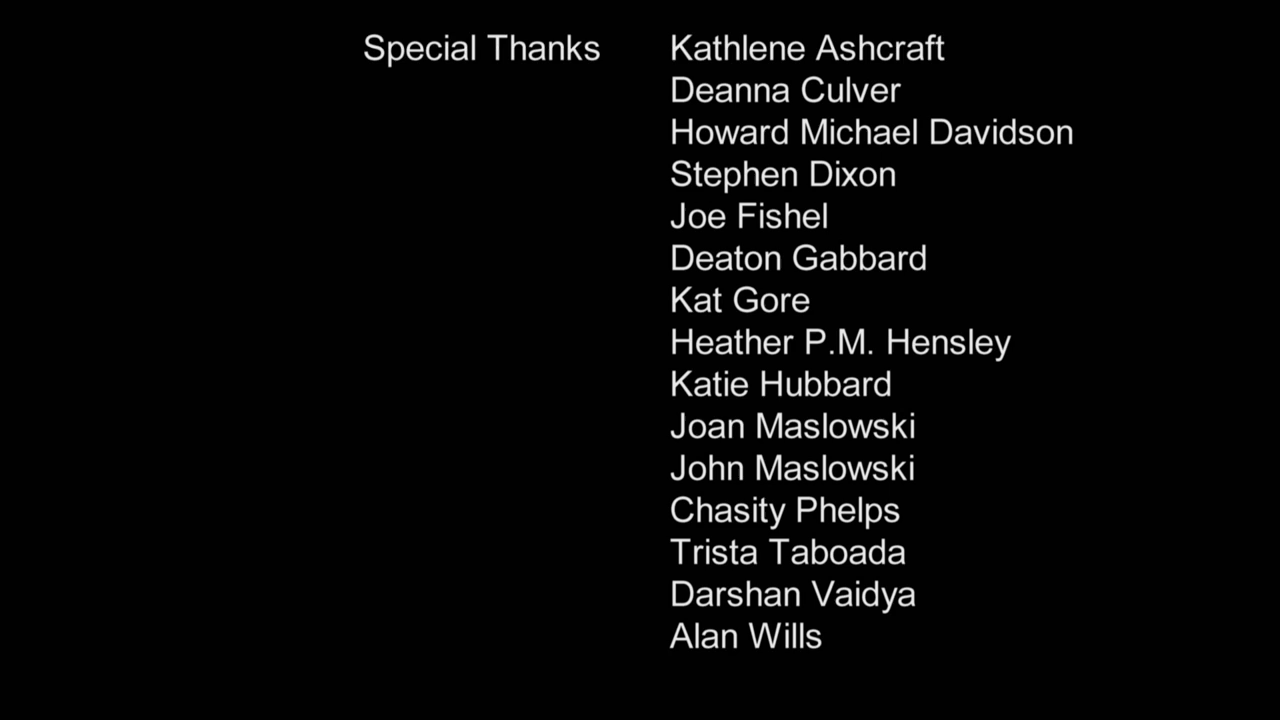 Special Thanks Kathlene Ashcraft
Deanna Culver
Howard Michael Davidson
Stephen Dixon
Joe Fishel
Deaton Gabbard
Kat Gore
Heather P.M. Hensley
Katie Hubbard
Joan Maslowski
John Maslowski
Chasity Phelps
Trista Taboada
Darshan Vaidya
Alan Wills